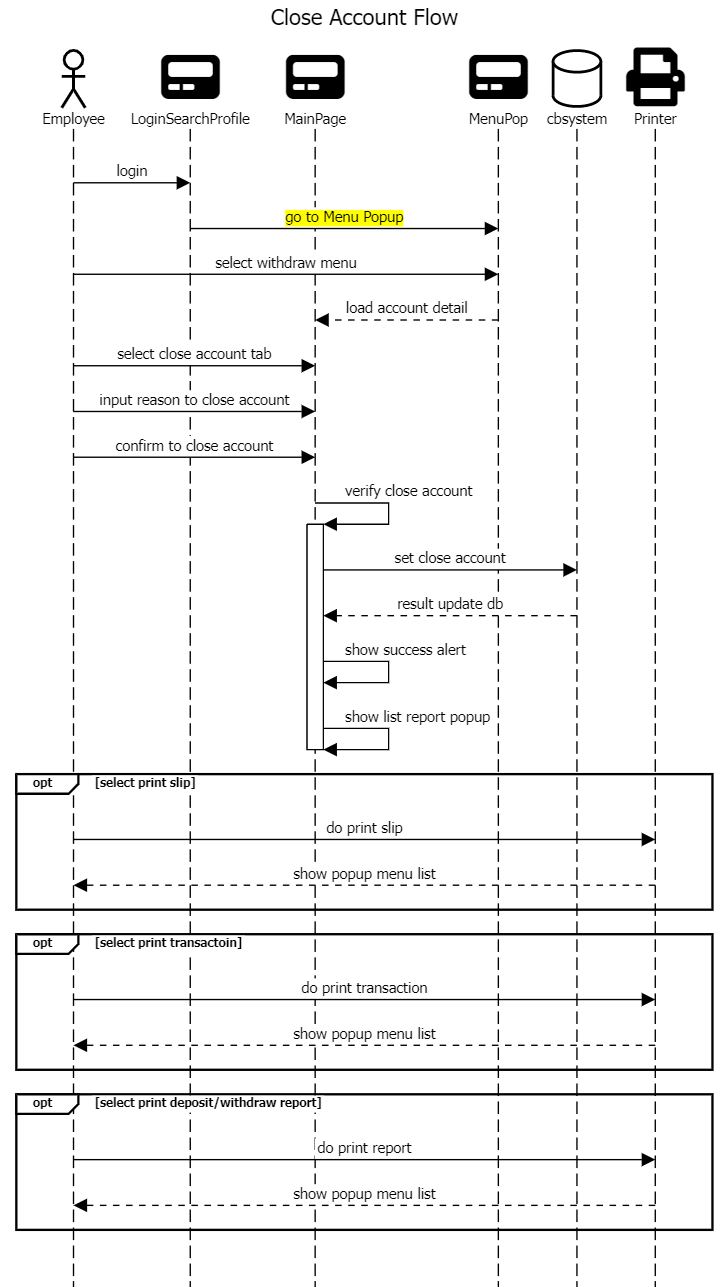 Close Account Flow
Employee
LoginSearchProfile
MainPage
MenuPop
cbsystem
Printer
login
go to Menu Popup
select withdraw menu
load account detail
select close account tab
input reason to close account
confirm to close account
verify close account
set close account
result update db
show success alert
show list report popup
opt [select print slip]
do print slip
show popup menu list
opt [select print transactoin]
do print transaction
show popup menu list
opt [select print deposit/withdraw report]
do print report
show popup menu list